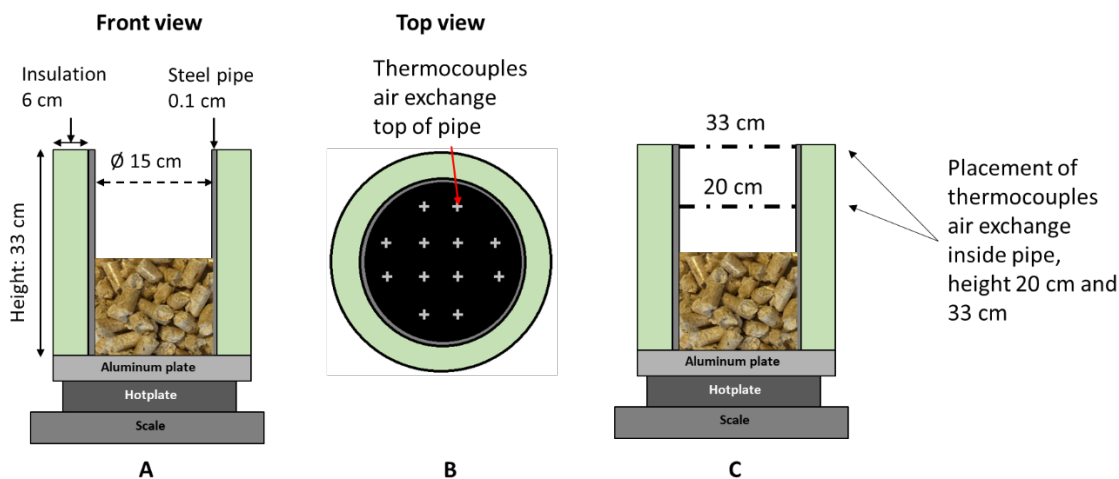 Front view
Top view
Insulation
6 cm
Steel pipe
0.1 cm
Thermocouples
air exchange
top of pipe
Ø 15 cm
Height: 33 cm
33 cm
20 cm
Placement of
thermocouples
air exchange
inside pipe,
height 20 cm and
33 cm
Aluminum plate
Hotplate
Scale
Aluminum plate
Hotplate
Scale
A
B
C